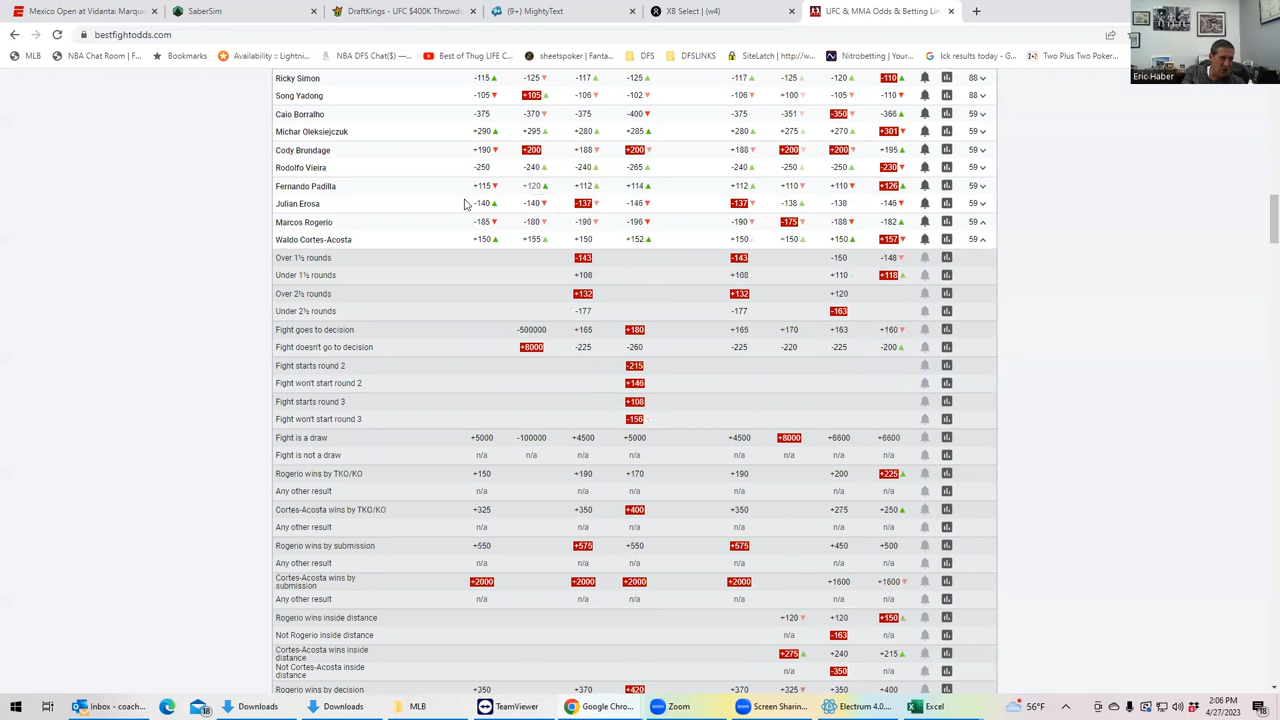 Mexico Open at Vidanta: Marque
SaberSim
DraftKings - UFC $400K Throwdo
(9+) MightyText
XB Select | (wall
UFC & MMA Odds & Betting Line
bestfightodds.com
MLB
NBA Chat Room | F...
Bookmarks
Availability :: Lightni...
NBA DFS Chat($) —...
Best of Thug LIFE C...
sheetspoker | Fanta...
DFS
DFSLINKS
SiteLatch | http://w...
Nitrobetting | Your...
lck results today - G...
Two Plus Two Poker...
Eric Haber
Ricky Simon -115 -125 -117 -125 -117 -125 -120 -110 88
Song Yadong -105 +105 -106 -102 -106 +100 -105 -110 88
Caio Borralho -375 -370 -375 -400 -375 -351 -350 -366 59
Michar Oleksiejczuk +290 +295 +280 +285 +280 +275 +270 +301 59
Cody Brundage +190 +200 +188 +200 +188 +200 +200 +195 59
Rodolfo Vieira -250 -240 -240 -265 -240 -250 -250 -230 59
Fernando Padilla +115 +120 +112 +114 +112 +110 +110 +126 59
Julian Erosa -140 -140 -137 -146 -137 -138 -138 -146 59
Marcos Rogerio -185 -180 -190 -196 -190 -175 -188 -182 59
Waldo Cortes-Acosta +150 +155 +150 +152 +150 +150 +150 +157 59
Over 1½ rounds -143 -143 -150 -148
Under 1½ rounds +108 +108 +110 +118
Over 2½ rounds +132 +132 +120
Under 2½ rounds -177 -177 -163
Fight goes to decision -500000 +165 +180 +165 +170 +163 +160
Fight doesn't go to decision +8000 -225 -260 -225 -220 -225 -200
Fight starts round 2 -215
Fight won't start round 2 +146
Fight starts round 3 +108
Fight won't start round 3 -156
Fight is a draw +5000 -100000 +4500 +5000 +4500 +8000 +6600 +6600
Fight is not a draw n/a n/a n/a n/a n/a n/a n/a n/a
Rogerio wins by TKO/KO +150 +190 +170 +190 +200 +225
Any other result n/a n/a n/a n/a n/a n/a
Cortes-Acosta wins by TKO/KO +325 +350 +400 +350 +275 +250
Any other result n/a n/a n/a n/a n/a n/a
Rogerio wins by submission +550 +575 +550 +575 +450 +500
Any other result n/a n/a n/a n/a n/a n/a
Cortes-Acosta wins by
submission +2000 +2000 +2000 +2000 +1600 +1600
Any other result n/a n/a n/a n/a n/a n/a
Rogerio wins inside distance +120 +120 +150
Not Rogerio inside distance n/a -163 n/a
Cortes-Acosta wins inside
distance +275 +240 +215
Not Cortes-Acosta inside
distance n/a -350 n/a
Rogerio wins by decision +350 +370 +420 +370 +325 +350 +400
Inbox - coach...
18
Downloads
Downloads
MLB
TeamViewer
Google Chro...
Zoom
Screen Sharing...
Electrum 4.0....
Excel
56°F
2:06 PM
4/27/2023
18